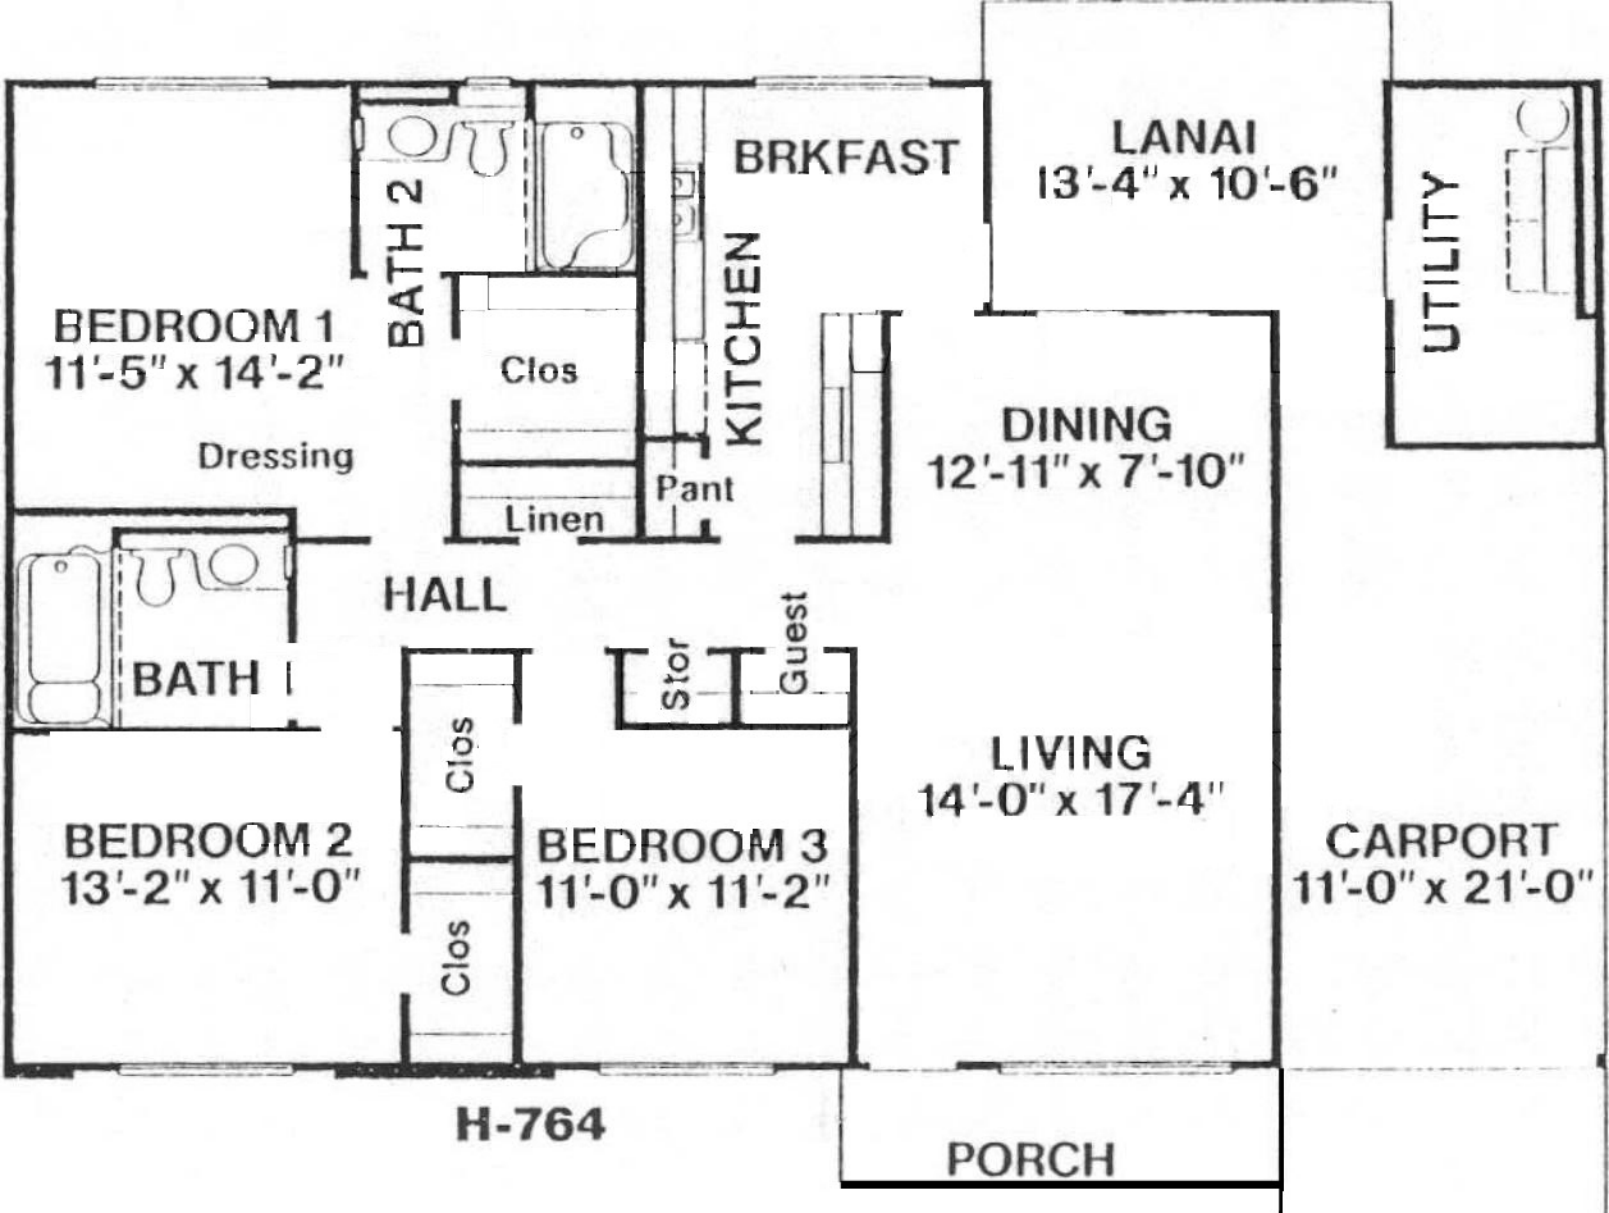 LANAI
13'-4" x 10'-6"
BRKFAST
UTILITY
BATH 2
KITCHEN
BEDROOM 1
11'-5" x 14'-2"
Clos
Dressing
DINING
12'-11" x 7'-10"
Pant
Linen
HALL
Guest
Stor
BATH
Clos
LIVING
14'-0" x 17'-4"
BEDROOM 2
13'-2" x 11'-0"
BEDROOM 3
11'-0" x 11'-2"
CARPORT
11'-0" x 21'-0"
Clos
H-764
PORCH